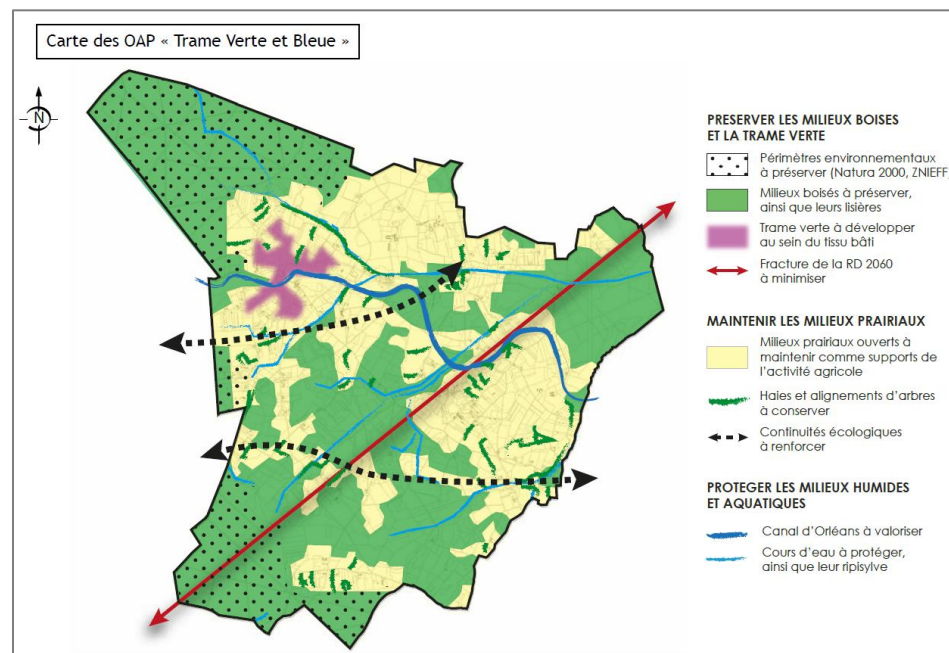 Carte des OAP « Trame Verte et Bleue »
N
PRESERVER LES MILIEUX BOISES
ET LA TRAME VERTE
Périmètres environnementaux
à préserver (Natura 2000, ZNIEFF
Milieux boisés à préserver,
ainsi que leurs lisières
Trame verte à développer
au sein du tissu bâti
Fracture de la RD 2060
à minimiser
MAINTENIR LES MILIEUX PRAIRIAUX
Milieux prairiaux ouverts à
maintenir comme supports de
l'activité agricole
Haies et alignements d'arbres
à conserver
Continuités écologiques
à renforcer
PROTEGER LES MILIEUX HUMIDES
ET AQUATIQUES
Canal d'Orléans à valoriser
Cours d'eau à protéger,
ainsi que leur ripisylve